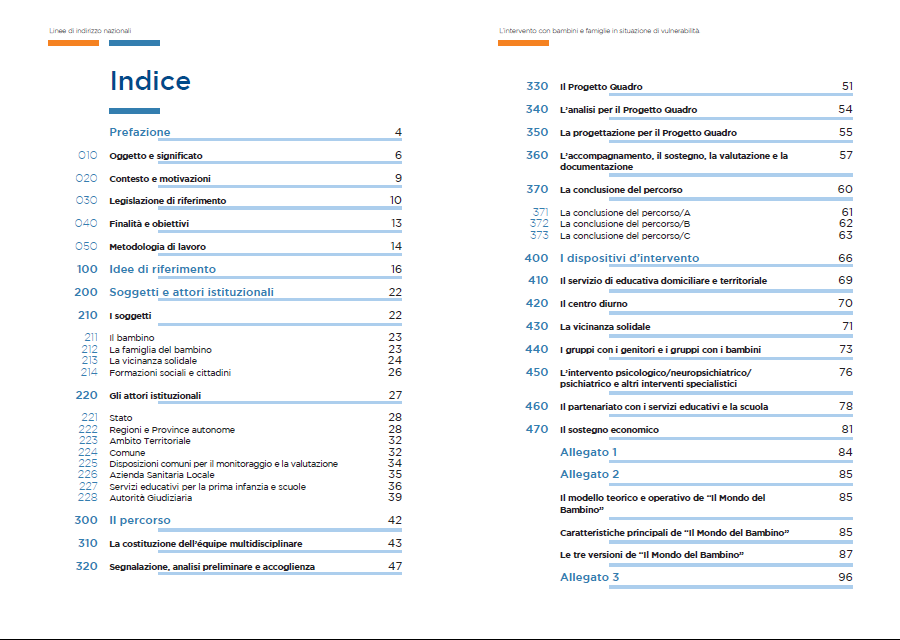 Linee di indirizzo nazionali
Indice
Prefazione 4
010 Oggetto e significato 6
020 Contesto e motivazioni 9
030 Legislazione di riferimento 10
040 Finalità e obiettivi 13
050 Metodologia di lavoro 14
100 Idee di riferimento 16
200 Soggetti e attori istituzionali 22
210 I soggetti 22
211 Il bambino 23
212 La famiglia del bambino 23
213 La vicinanza solidale 24
214 Formazioni sociali e cittadini 26
220 Gli attori istituzionali 27
221 Stato 28
222 Regioni e Province autonome 28
223 Ambito Territoriale 32
224 Comune 32
225 Disposizioni comuni per il monitoraggio e la valutazione 34
226 Azienda Sanitaria Locale 35
227 Servizi educativi per la prima infanzia e scuole 36
228 Autorità Giudiziaria 39
300 Il percorso 42
310 La costituzione dell'équipe multidisciplinare 43
320 Segnalazione, analisi preliminare e accoglienza 47
L'intervento con bambini e famiglie in situazione di vulnerabilità.
330 Il Progetto Quadro 51
340 L'analisi per il Progetto Quadro 54
350 La progettazione per il Progetto Quadro 55
360 L'accompagnamento, il sostegno, la valutazione e la 57
documentazione
370 La conclusione del percorso 60
371 La conclusione del percorso/A 61
372 La conclusione del percorso/B 62
373 La conclusione del percorso/C 63
400 I dispositivi d'intervento 66
410 Il servizio di educativa domiciliare e territoriale 69
420 Il centro diurno 70
430 La vicinanza solidale 71
440 I gruppi con i genitori e i gruppi con i bambini 73
450 L'intervento psicologico/neuropsichiatrico/ 76
psichiatrico e altri interventi specialistici
460 Il partenariato con i servizi educativi e la scuola 78
470 Il sostegno economico 81
Allegato 1 84
Allegato 2 85
Il modello teorico e operativo de "Il Mondo del 85
Bambino"
Caratteristiche principali de "Il Mondo del Bambino" 85
Le tre versioni de "Il Mondo del Bambino" 87
Allegato 3 96